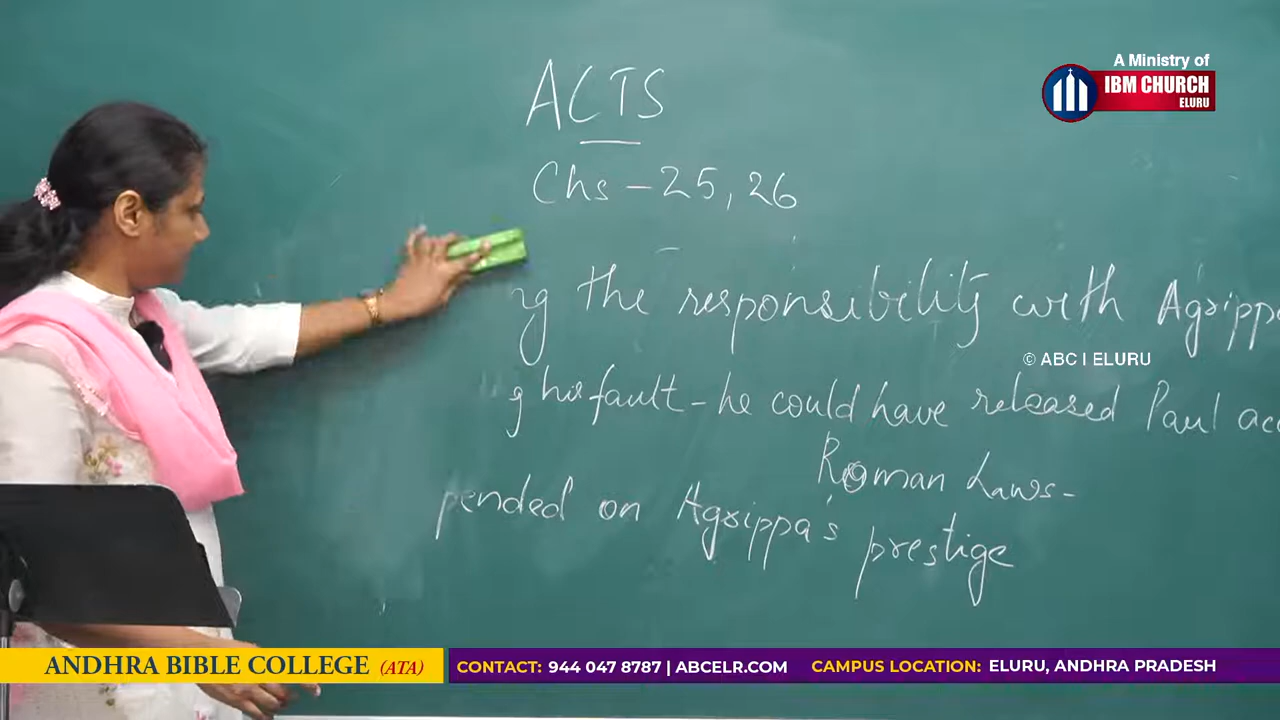 A Ministry of
IBM CHURCH
ELURU
ACTS
Chs - 25, 26
ng the responsibility with Agrippa
© ABC I ELURU
g his fault - he could have released Paul acc
Roman Laws -
pended on Agrippa's prestige
ANDHRA BIBLE COLLEGE (ATA)
CONTACT: 944 047 8787 | ABCELR.COM
CAMPUS LOCATION: ELURU, ANDHRA PRADESH